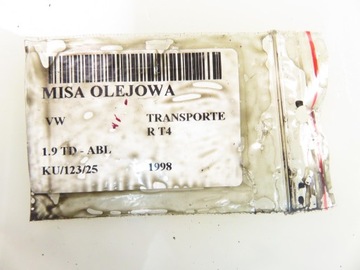 MISA OLEJOWA
VW TRANSPORTE
R T4
1.9 TD - ABL
KU/123/25 1998